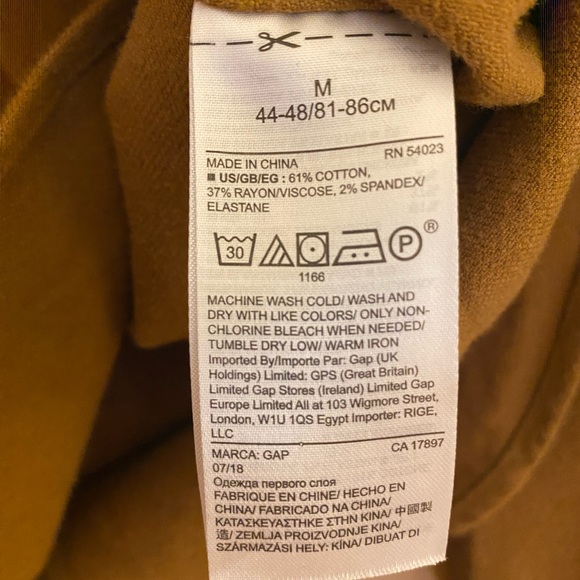 M
44-48/81-86CM
RN 54023
MADE IN CHINA
US/GB/EG : 61% COTTON,
37% RAYON/VISCOSE, 2% SPANDEX/
ELASTANE
30 P ®
1166
MACHINE WASH COLD/ WASH AND
DRY WITH LIKE COLORS/ ONLY NON-
CHLORINE BLEACH WHEN NEEDED/
TUMBLE DRY LOW/ WARM IRON
Imported By/Importe Par: Gap (UK
Holdings) Limited: GPS (Great Britain)
Limited Gap Stores (Ireland) Limited Gap
Europe Limited All at 103 Wigmore Street,
London, W1U 1QS Egypt Importer: RIGE,
LLC
MARCA: GAP
CA 17897
07/18
Одежда первого слоя
FABRIQUE EN CHINE/ HECHO EN
CHINA/ FABRICADO NA CHINA/
ΚΑΤΑΣΚΕΥΑΣΤΗΚΕ ΣΤΗΝ ΚΙΝΑ/ 中國製
造/ ZEMLJA PROIZVODNJE KINA/
SZÁRMAZÁSI HELY: KÍNA/ DIBUAT DI